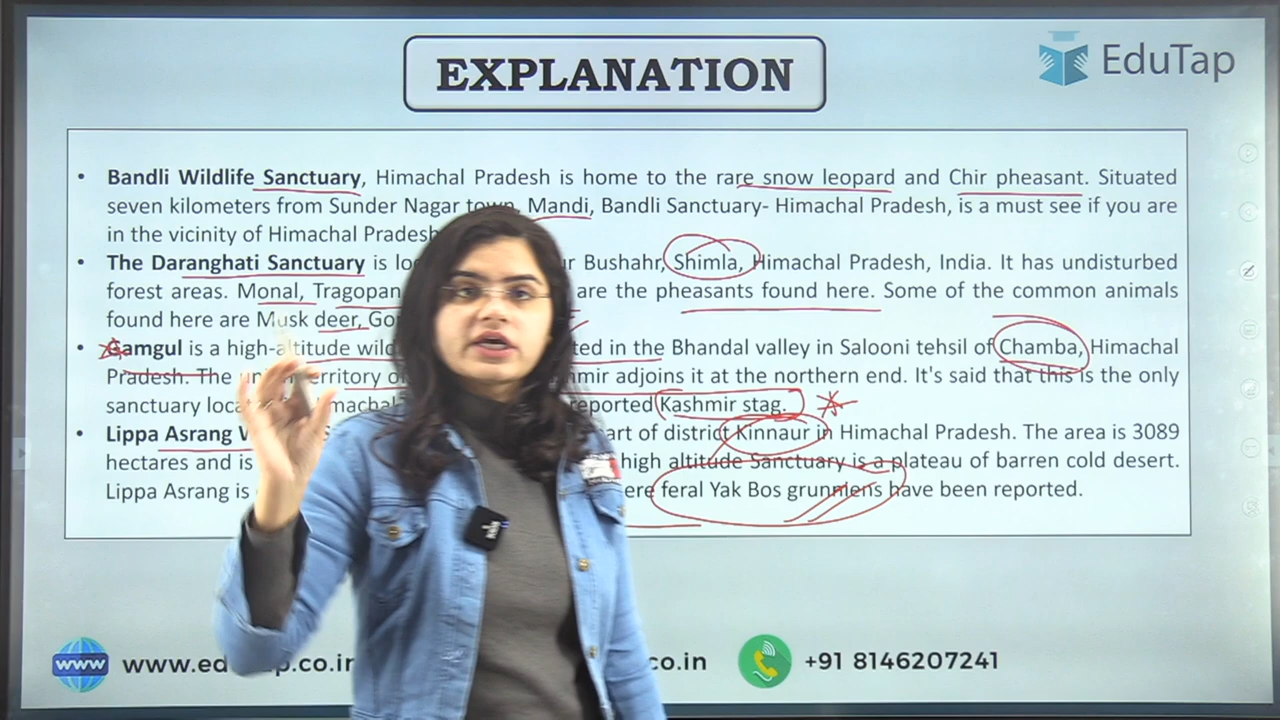 EXPLANATION
EduTap
• Bandli Wildlife Sanctuary, Himachal Pradesh is home to the rare snow leopard and Chir pheasant. Situated
seven kilometers from Sunder Nagar town, Mandi, Bandli Sanctuary- Himachal Pradesh, is a must see if you are
in the vicinity of Himachal Pradesh
• The Daranghati Sanctuary is Bushahr, Shimla, Himachal Pradesh, India. It has undisturbed
forest areas. Monal, Tragopan are the pheasants found here. Some of the common animals
found here are Musk deer,
• Gamgul is a high-altitude in the Bhandal valley in Salooni tehsil of Chamba, Himachal
Pradesh. The adjoins it at the northern end. It's said that this is the only
sanctuary reported Kashmir stag.
• Lippa Asrang of district Kinnaur in Himachal Pradesh. The area is 3089
hectares and is high altitude Sanctuary is a plateau of barren cold desert.
Lippa Asrang is feral Yak Bos grunmens have been reported.
www www.ed p.co.in co.in +91 8146207241